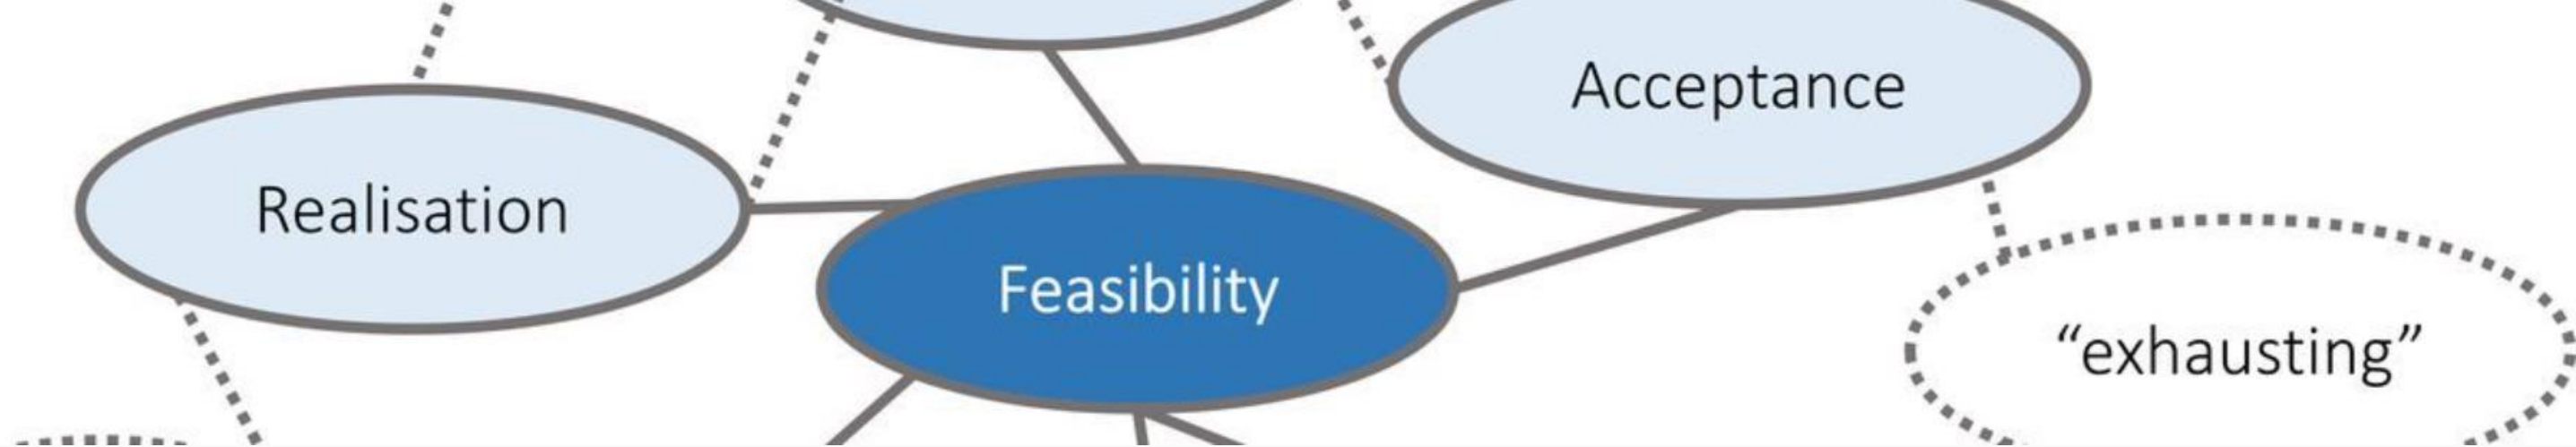 Acceptance
Realisation
Feasibility
“exhausting”